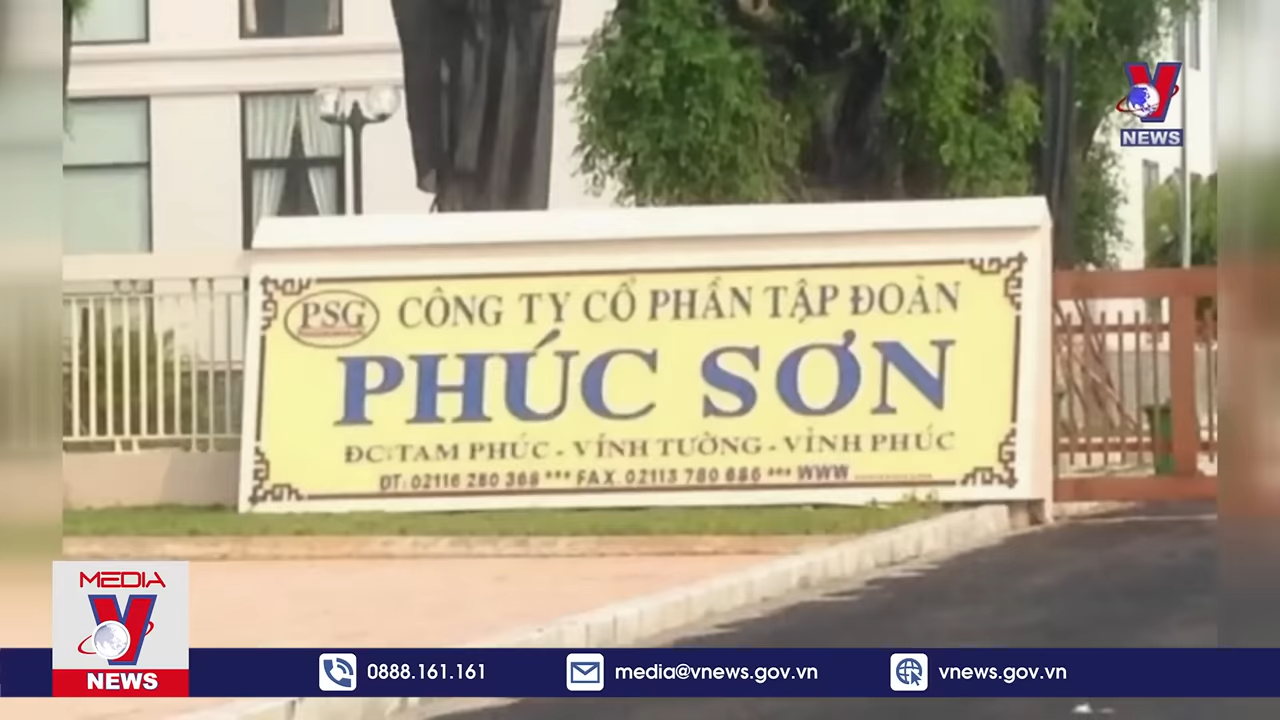 V
NEWS
PSG
CÔNG TY CỔ PHẦN TẬP ĐOÀN
PHÚC SƠN
ĐC: TAM PHÚC - VĨNH TƯỜNG - VĨNH PHÚC
ĐT: 02116 280 368 *** FAX. 02113 780 686 *** WWW
MEDIA
V
NEWS
0888.161.161
media@vnews.gov.vn
vnews.gov.vn